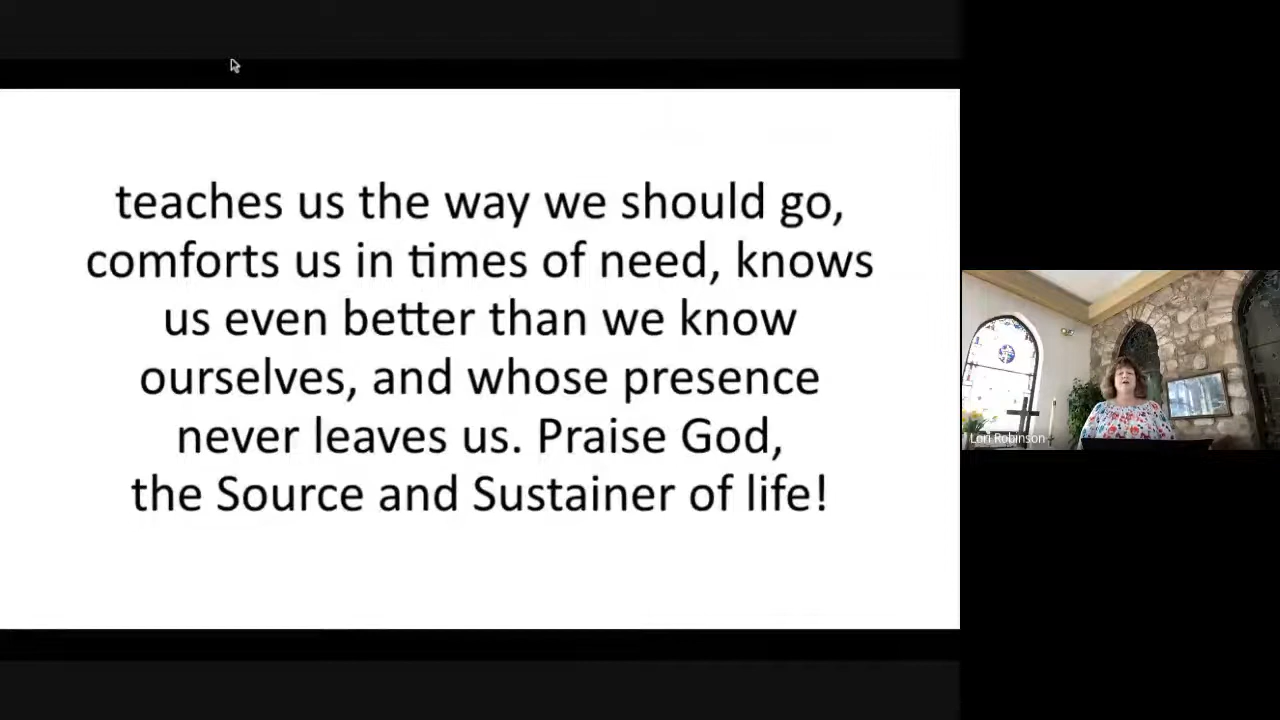 teaches us the way we should go,
comforts us in times of need, knows
us even better than we know
ourselves, and whose presence
never leaves us. Praise God,
the Source and Sustainer of life!
Lori Robinson